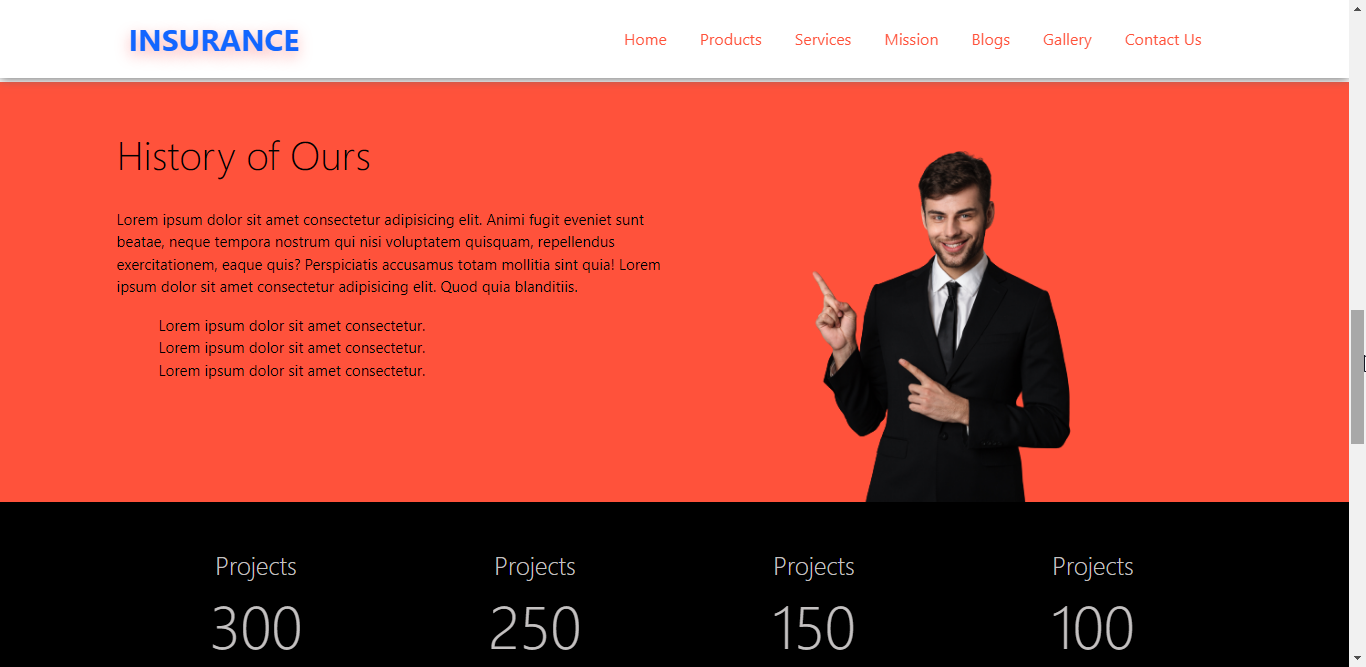 INSURANCE
Home Products Services Mission Blogs Gallery Contact Us
History of Ours
Lorem ipsum dolor sit amet consectetur adipisicing elit. Animi fugit eveniet sunt
beatae, neque tempora nostrum qui nisi voluptatem quisquam, repellendus
exercitationem, eaque quis? Perspiciatis accusamus totam mollitia sint quia! Lorem
ipsum dolor sit amet consectetur adipisicing elit. Quod quia blanditiis.
Lorem ipsum dolor sit amet consectetur.
Lorem ipsum dolor sit amet consectetur.
Lorem ipsum dolor sit amet consectetur.
Projects Projects Projects Projects
300 250 150 100